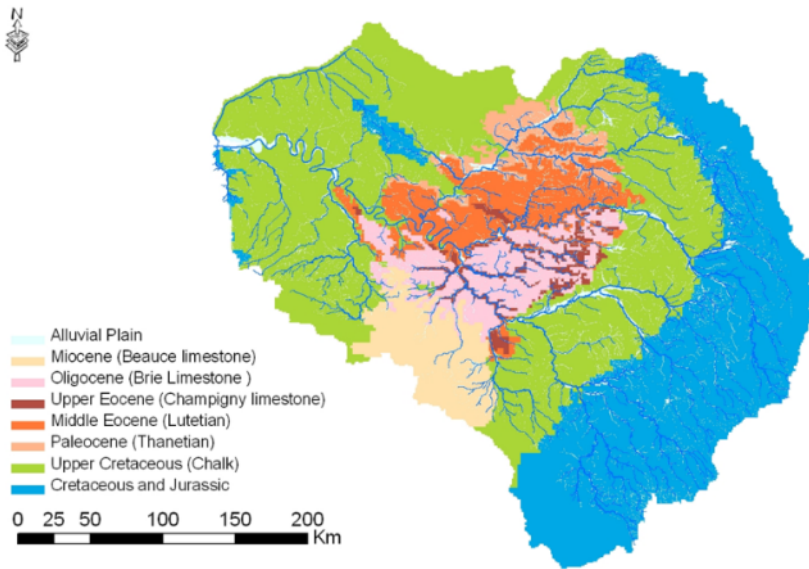 N
Alluvial Plain
Miocene (Beauce limestone)
Oligocene (Brie Limestone )
Upper Eocene (Champigny limestone)
Middle Eocene (Lutetian)
Paleocene (Thanetian)
Upper Cretaceous (Chalk)
Cretaceous and Jurassic
0 25 50 100 150 200
Km